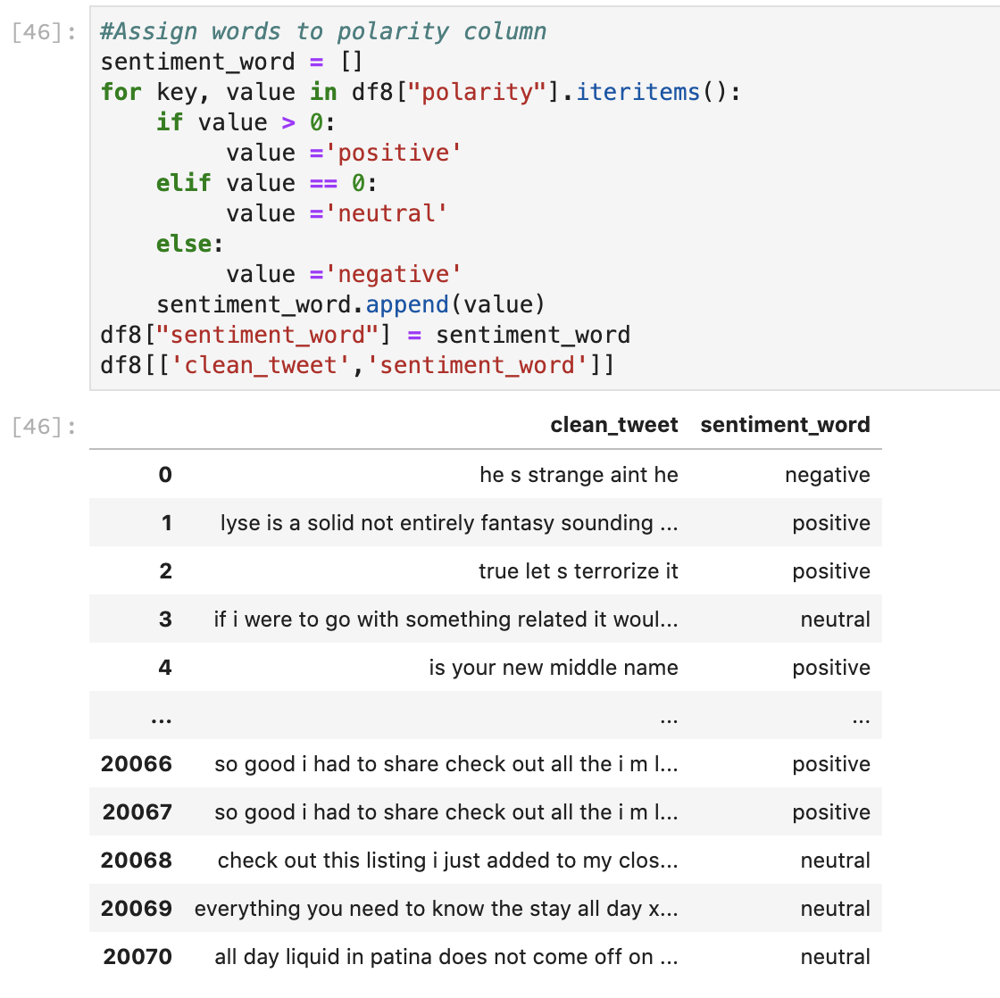 [46]: #Assign words to polarity column
sentiment_word = []
for key, value in df8["polarity"].iteritems():
    if value > 0:
         value ='positive'
    elif value == 0:
         value ='neutral'
    else:
         value ='negative'
    sentiment_word.append(value)
df8["sentiment_word"] = sentiment_word
df8[['clean_tweet','sentiment_word']]
[46]: clean_tweet sentiment_word
0 he s strange aint he negative
1 lyse is a solid not entirely fantasy sounding ... positive
2 true let s terrorize it positive
3 if i were to go with something related it woul... neutral
4 is your new middle name positive
... ... ...
20066 so good i had to share check out all the i m l... positive
20067 so good i had to share check out all the i m l... positive
20068 check out this listing i just added to my clos... neutral
20069 everything you need to know the stay all day x... neutral
20070 all day liquid in patina does not come off on ... neutral